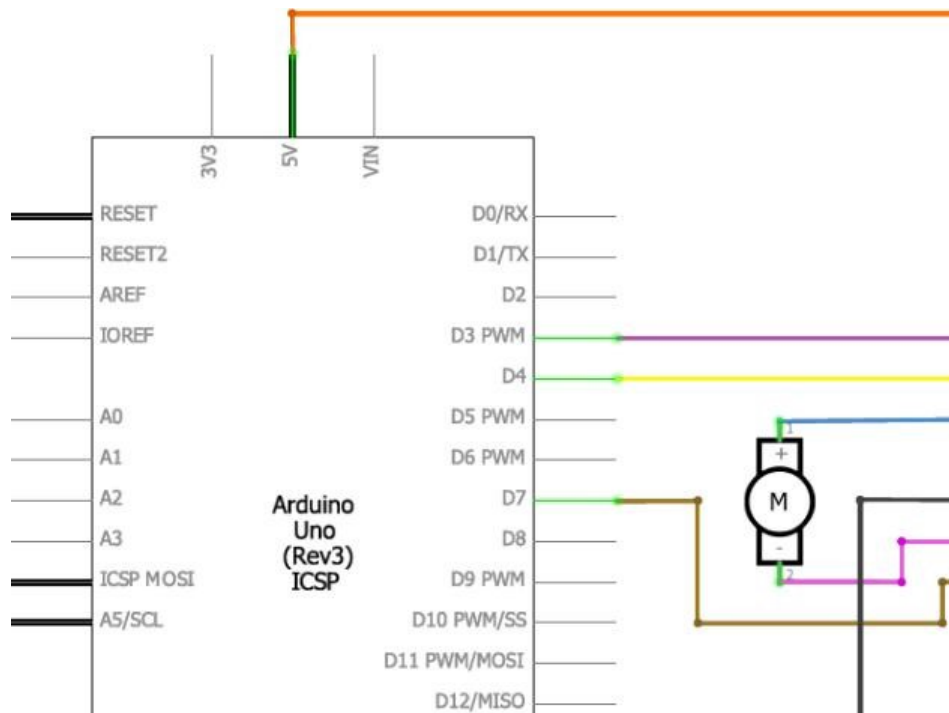 3V3
5V
VIN
RESET
RESET2
AREF
IOREF
A0
A1
A2
A3
ICSP MOSI
A5/SCL
Arduino
Uno
(Rev3)
ICSP
D0/RX
D1/TX
D2
D3 PWM
D4
D5 PWM
D6 PWM
D7
D8
D9 PWM
D10 PWM/SS
D11 PWM/MOSI
D12/MISO
1
+
M
-
2